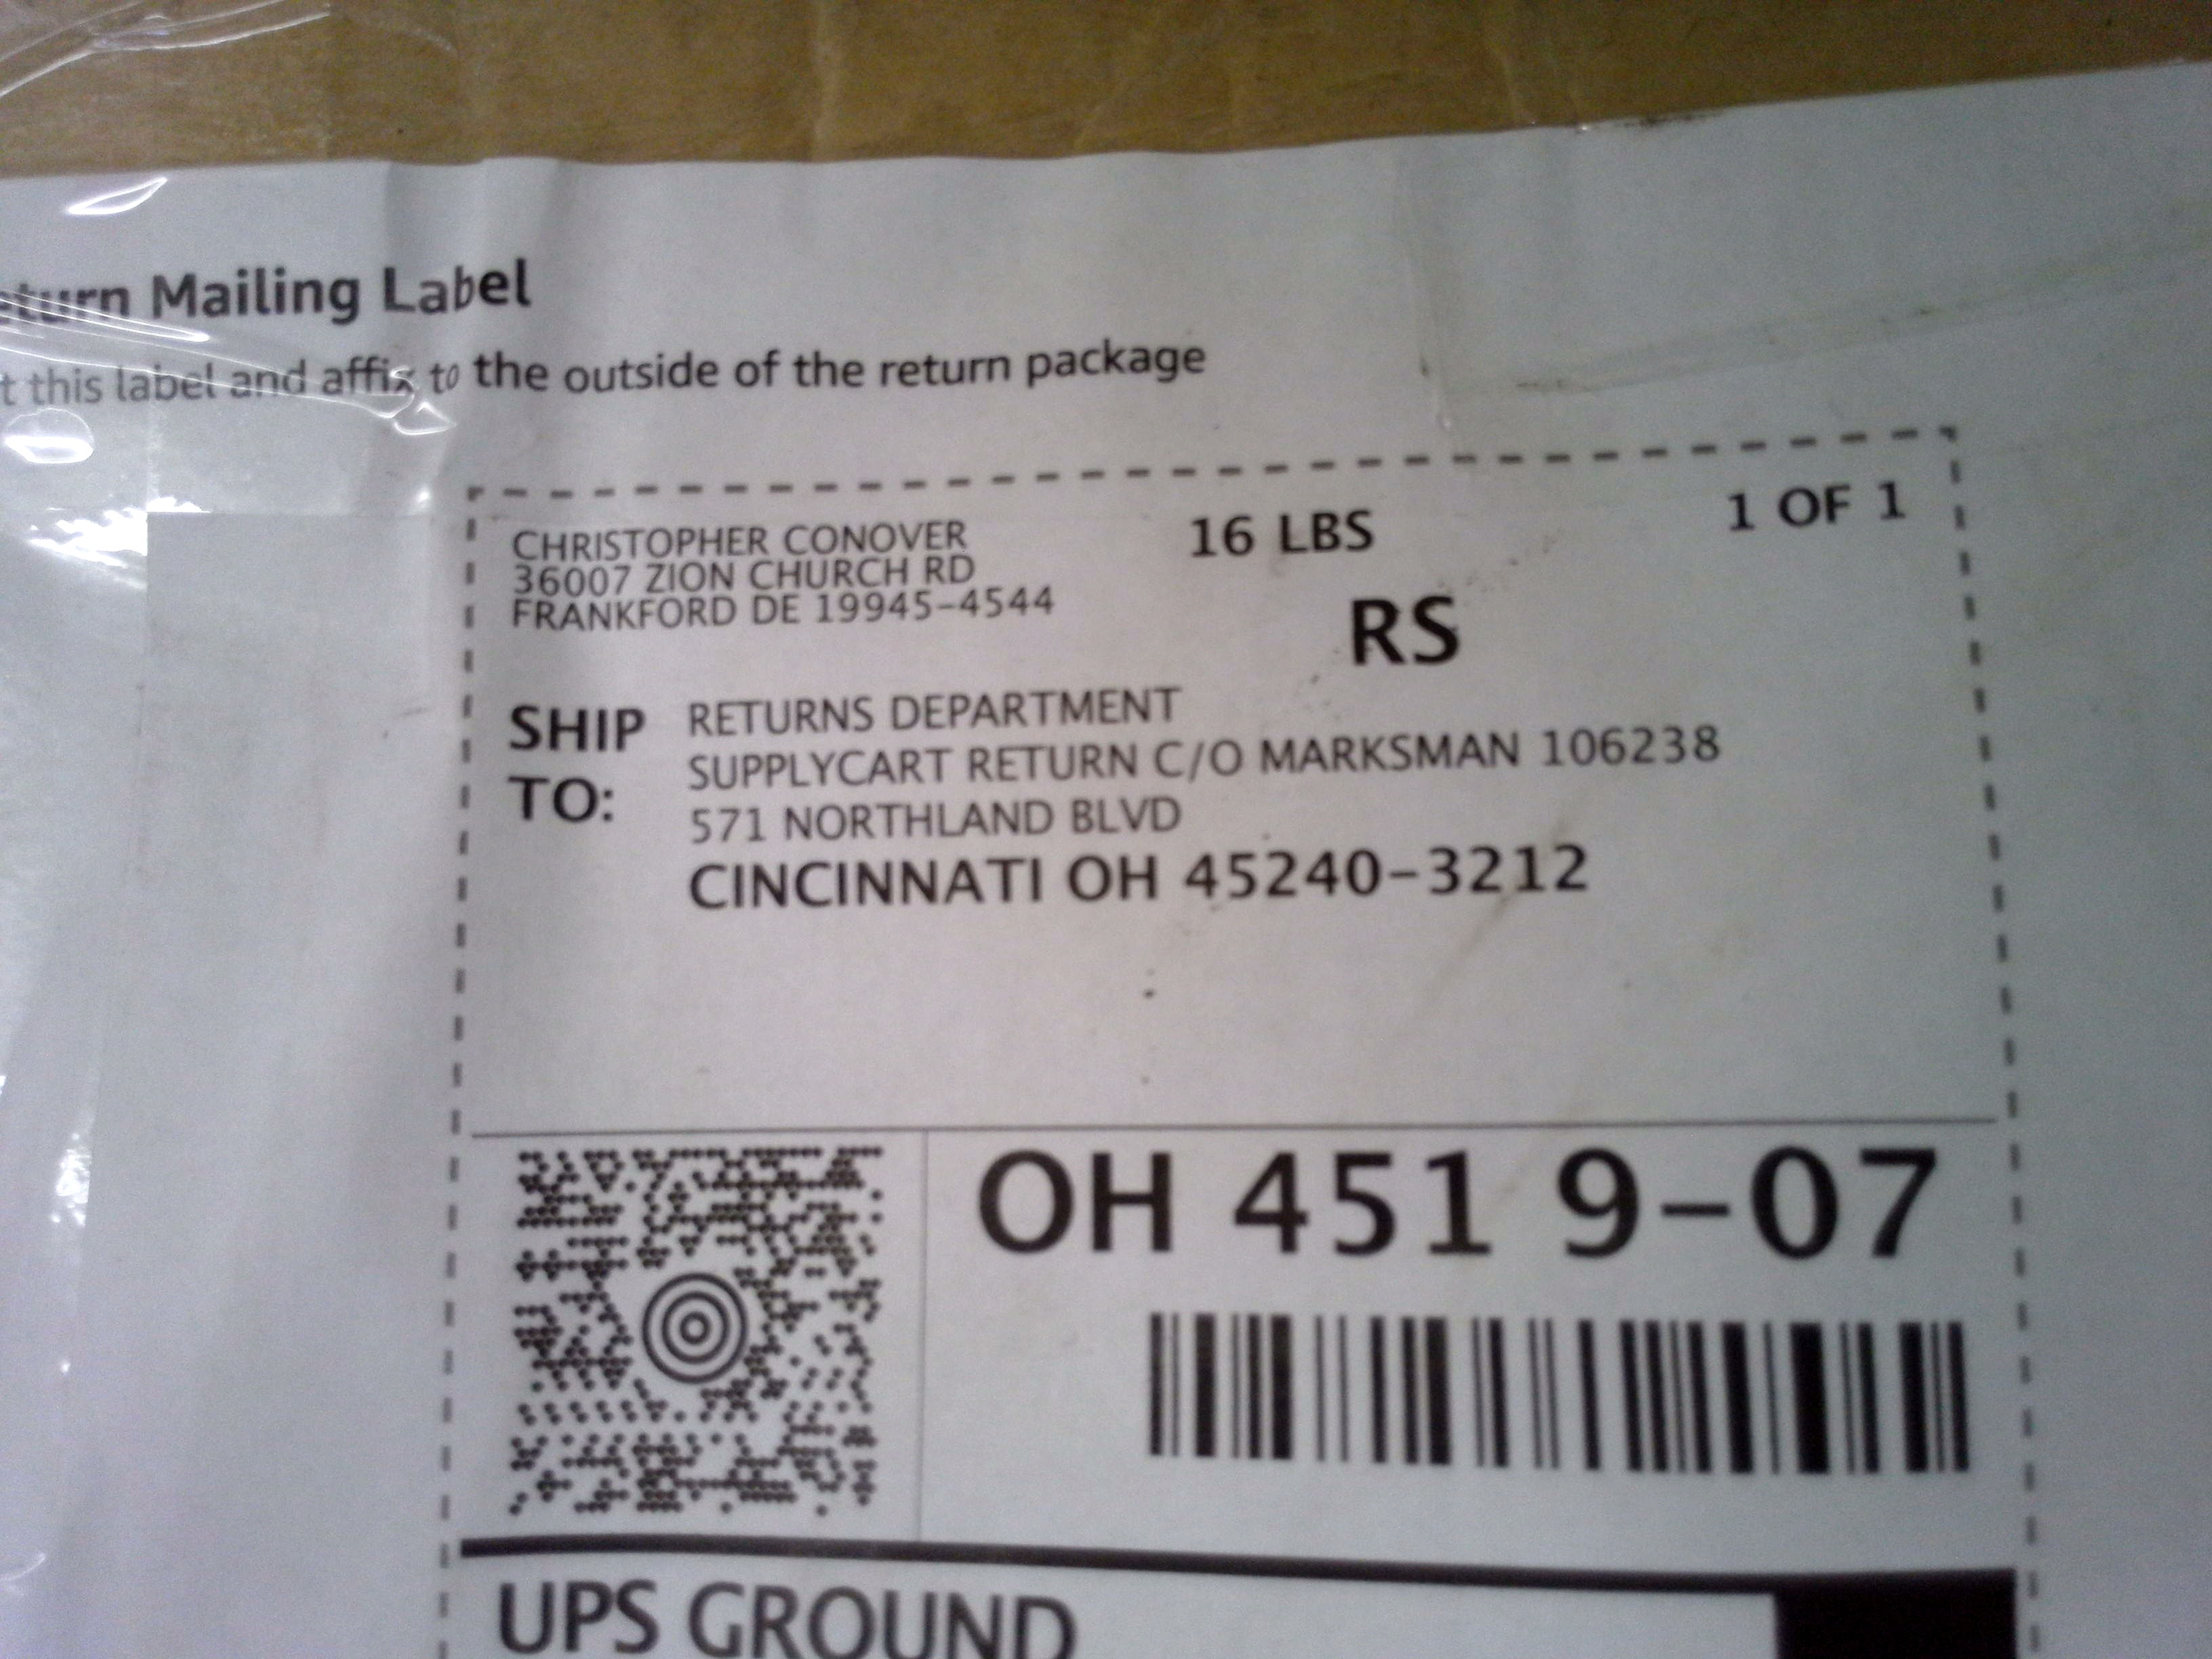 eturn Mailing Label
t this label and affix to the outside of the return package
CHRISTOPHER CONOVER
36007 ZION CHURCH RD
FRANKFORD DE 19945-4544
16 LBS
1 OF 1
RS
SHIP TO:
RETURNS DEPARTMENT
SUPPLYCART RETURN C/O MARKSMAN 106238
571 NORTHLAND BLVD
CINCINNATI OH 45240-3212
OH 451 9-07
UPS GROUND